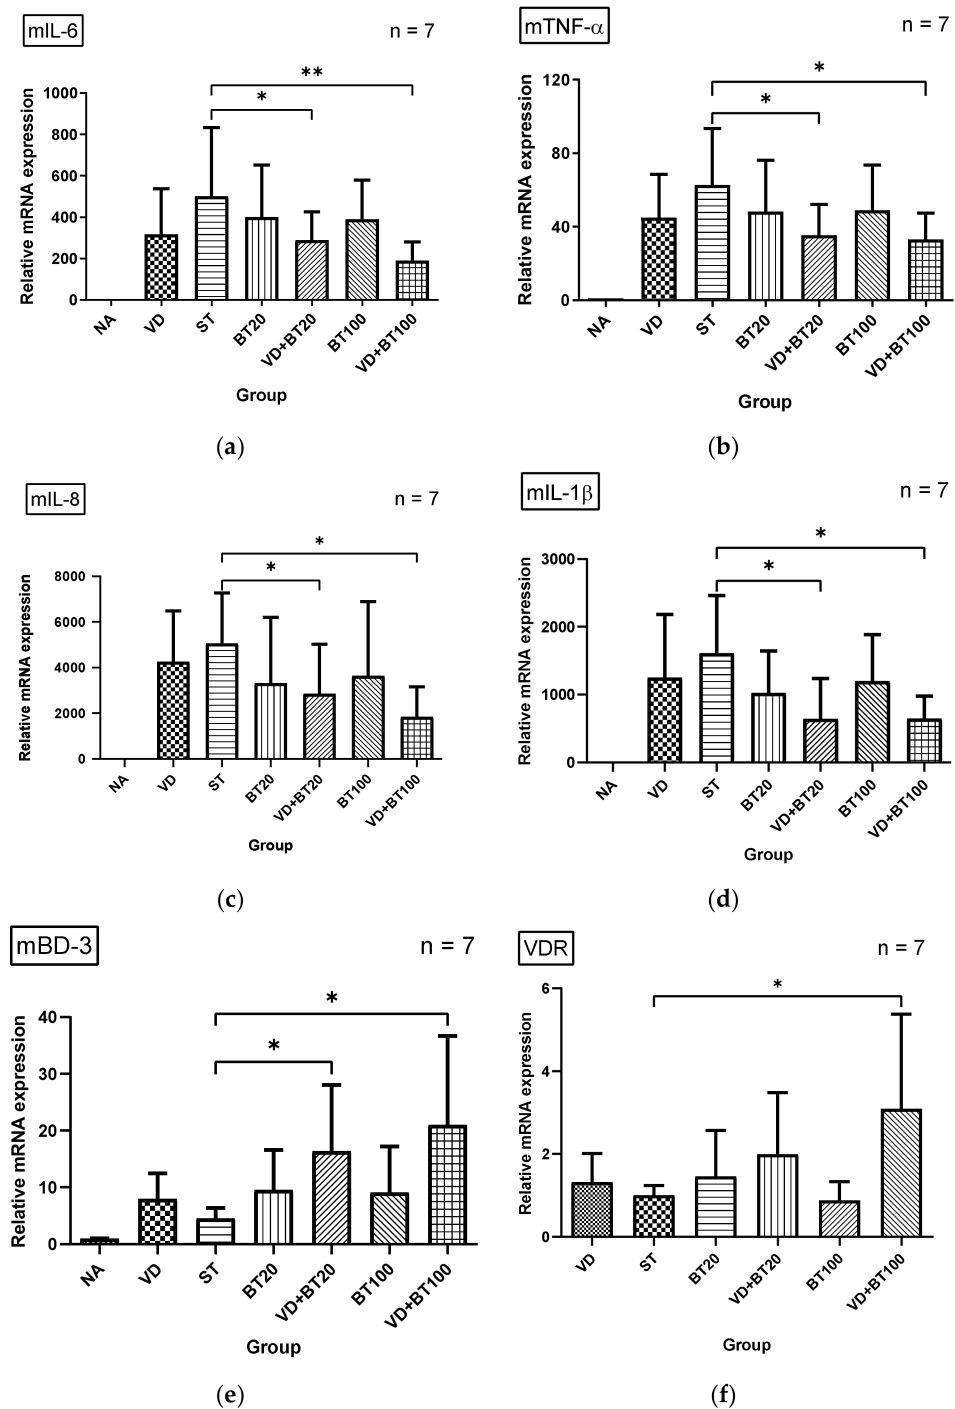 mIL-6
n = 7
**
*
Relative mRNA expression
1000
800
600
400
200
0
NA
VD
ST
BT20
VD+BT20
BT100
VD+BT100
Group
(a)
mTNF-α
n = 7
*
*
Relative mRNA expression
120
80
40
0
NA
VD
ST
BT20
VD+BT20
BT100
VD+BT100
Group
(b)
mIL-8
n = 7
*
*
Relative mRNA expression
8000
6000
4000
2000
0
NA
VD
ST
BT20
VD+BT20
BT100
VD+BT100
Group
(c)
mIL-1β
n = 7
*
*
Relative mRNA expression
3000
2000
1000
0
NA
VD
ST
BT20
VD+BT20
BT100
VD+BT100
Group
(d)
mBD-3
n = 7
*
*
Relative mRNA expression
40
30
20
10
0
NA
VD
ST
BT20
VD+BT20
BT100
VD+BT100
Group
(e)
VDR
n = 7
*
Relative mRNA expression
6
4
2
0
VD
ST
BT20
VD+BT20
BT100
VD+BT100
Group
(f)